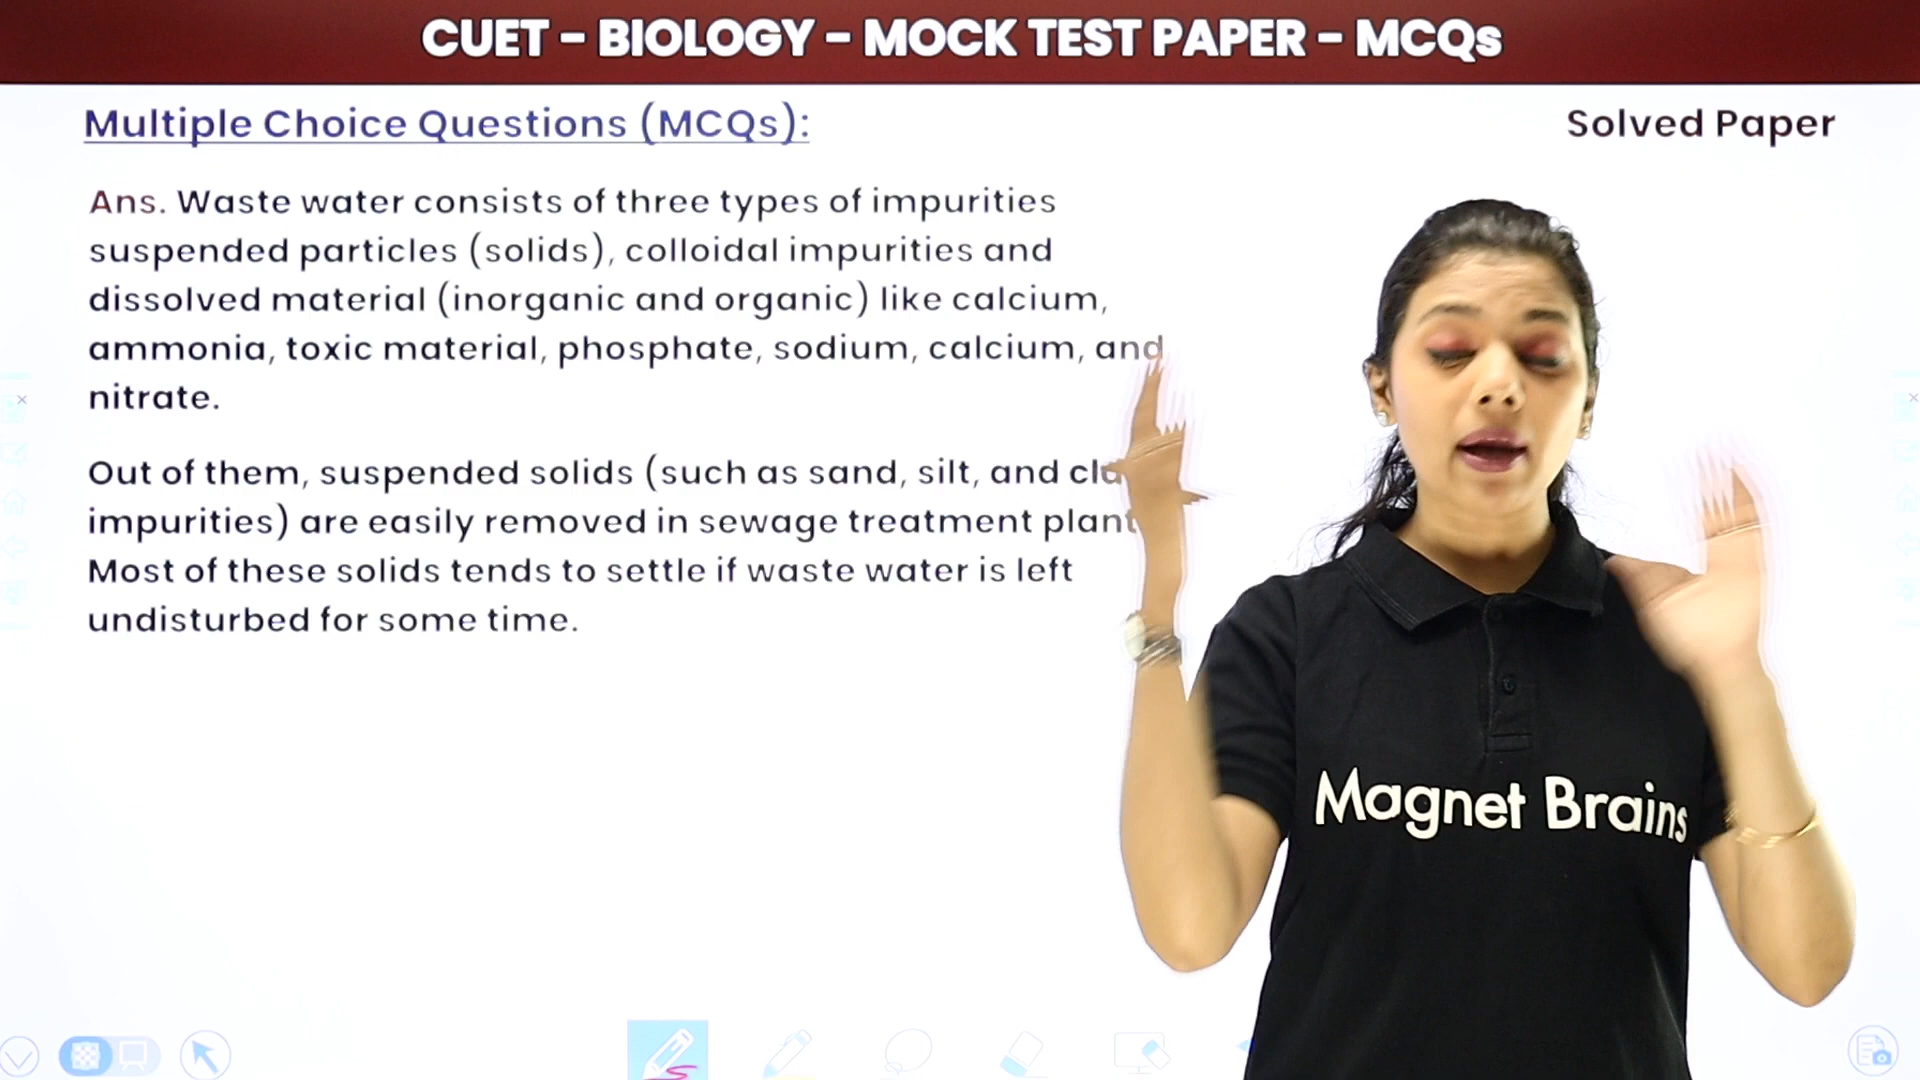 CUET - BIOLOGY - MOCK TEST PAPER - MCQs
Multiple Choice Questions (MCQs):
Solved Paper
Ans. Waste water consists of three types of impurities
suspended particles (solids), colloidal impurities and
dissolved material (inorganic and organic) like calcium,
ammonia, toxic material, phosphate, sodium, calcium, and
nitrate.
Out of them, suspended solids (such as sand, silt, and
impurities) are easily removed in sewage treatment plant
Most of these solids tends to settle if waste water is left
undisturbed for some time.
Magnet Brains